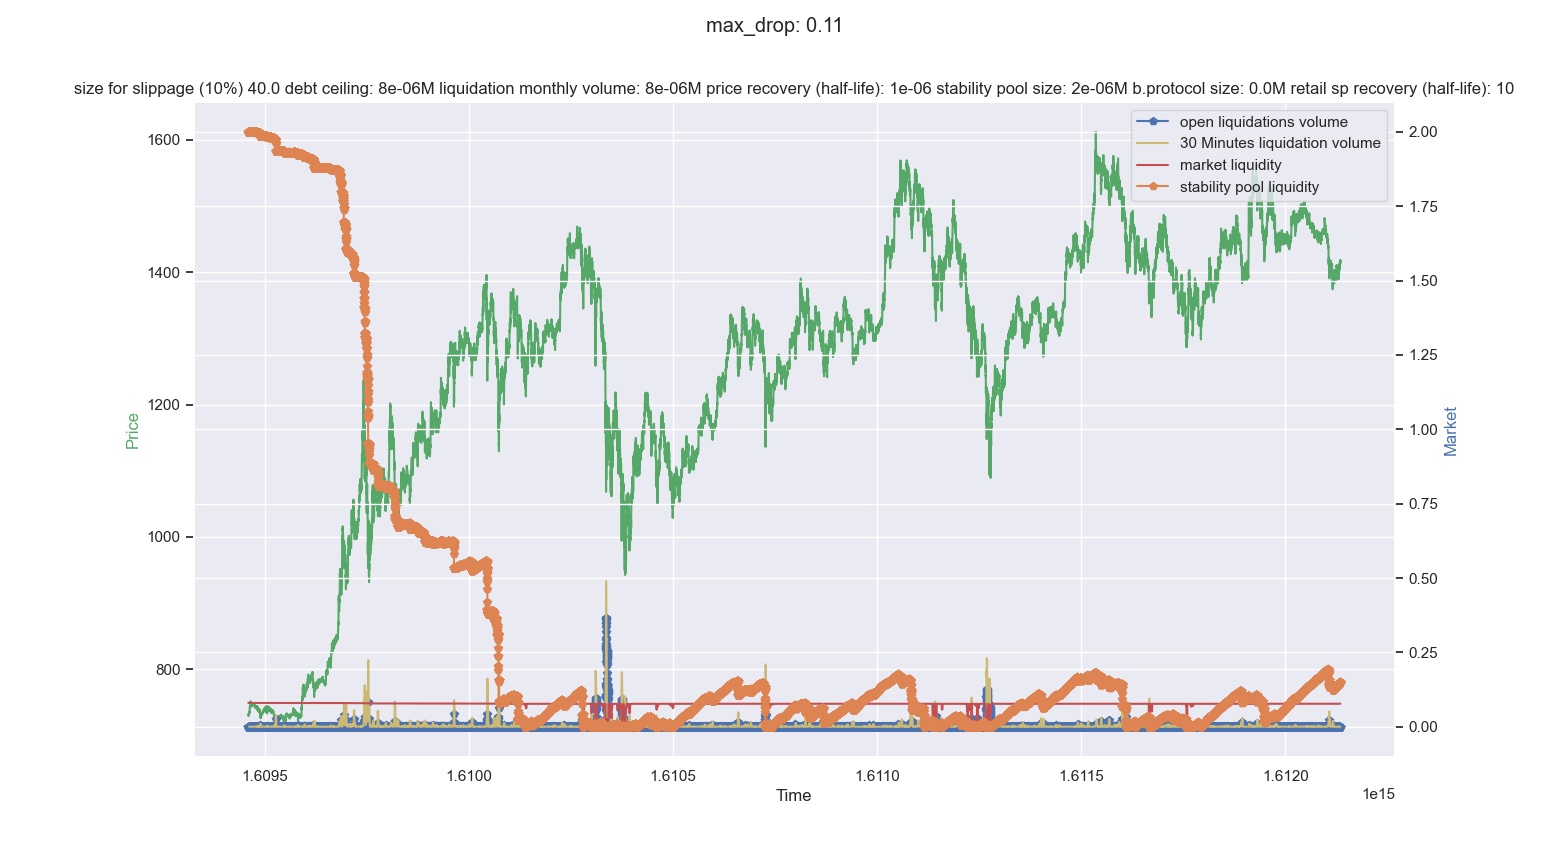 max_drop: 0.11
size for slippage (10%) 40.0 debt ceiling: 8e-06M liquidation monthly volume: 8e-06M price recovery (half-life): 1e-06 stability pool size: 2e-06M b.protocol size: 0.0M retail sp recovery (half-life): 10
open liquidations volume
30 Minutes liquidation volume
market liquidity
stability pool liquidity
1600
1400
1200
1000
800
Price
2.00
1.75
1.50
1.25
1.00
0.75
0.50
0.25
0.00
Market
1.6095
1.6100
1.6105
1.6110
1.6115
1.6120
1e15
Time